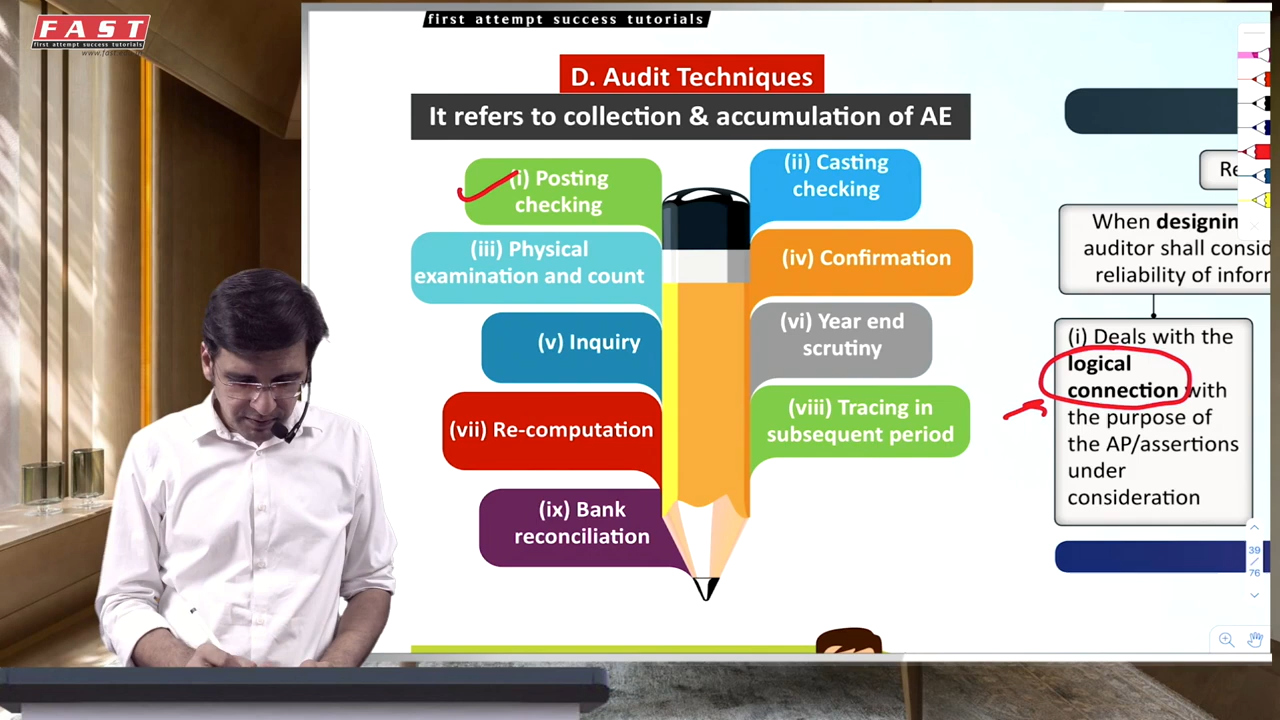 FAST
first attempt success tutorials
first attempt success tutorials
D. Audit Techniques
It refers to collection & accumulation of AE
(i) Posting
checking
(ii) Casting
checking
(iii) Physical
examination and count
(iv) Confirmation
(v) Inquiry
(vi) Year end
scrutiny
(vii) Re-computation
(viii) Tracing in
subsequent period
(ix) Bank
reconciliation
When designin
auditor shall consid
reliability of inforr
(i) Deals with the
logical
connection with
the purpose of
the AP/assertions
under
consideration
39
76